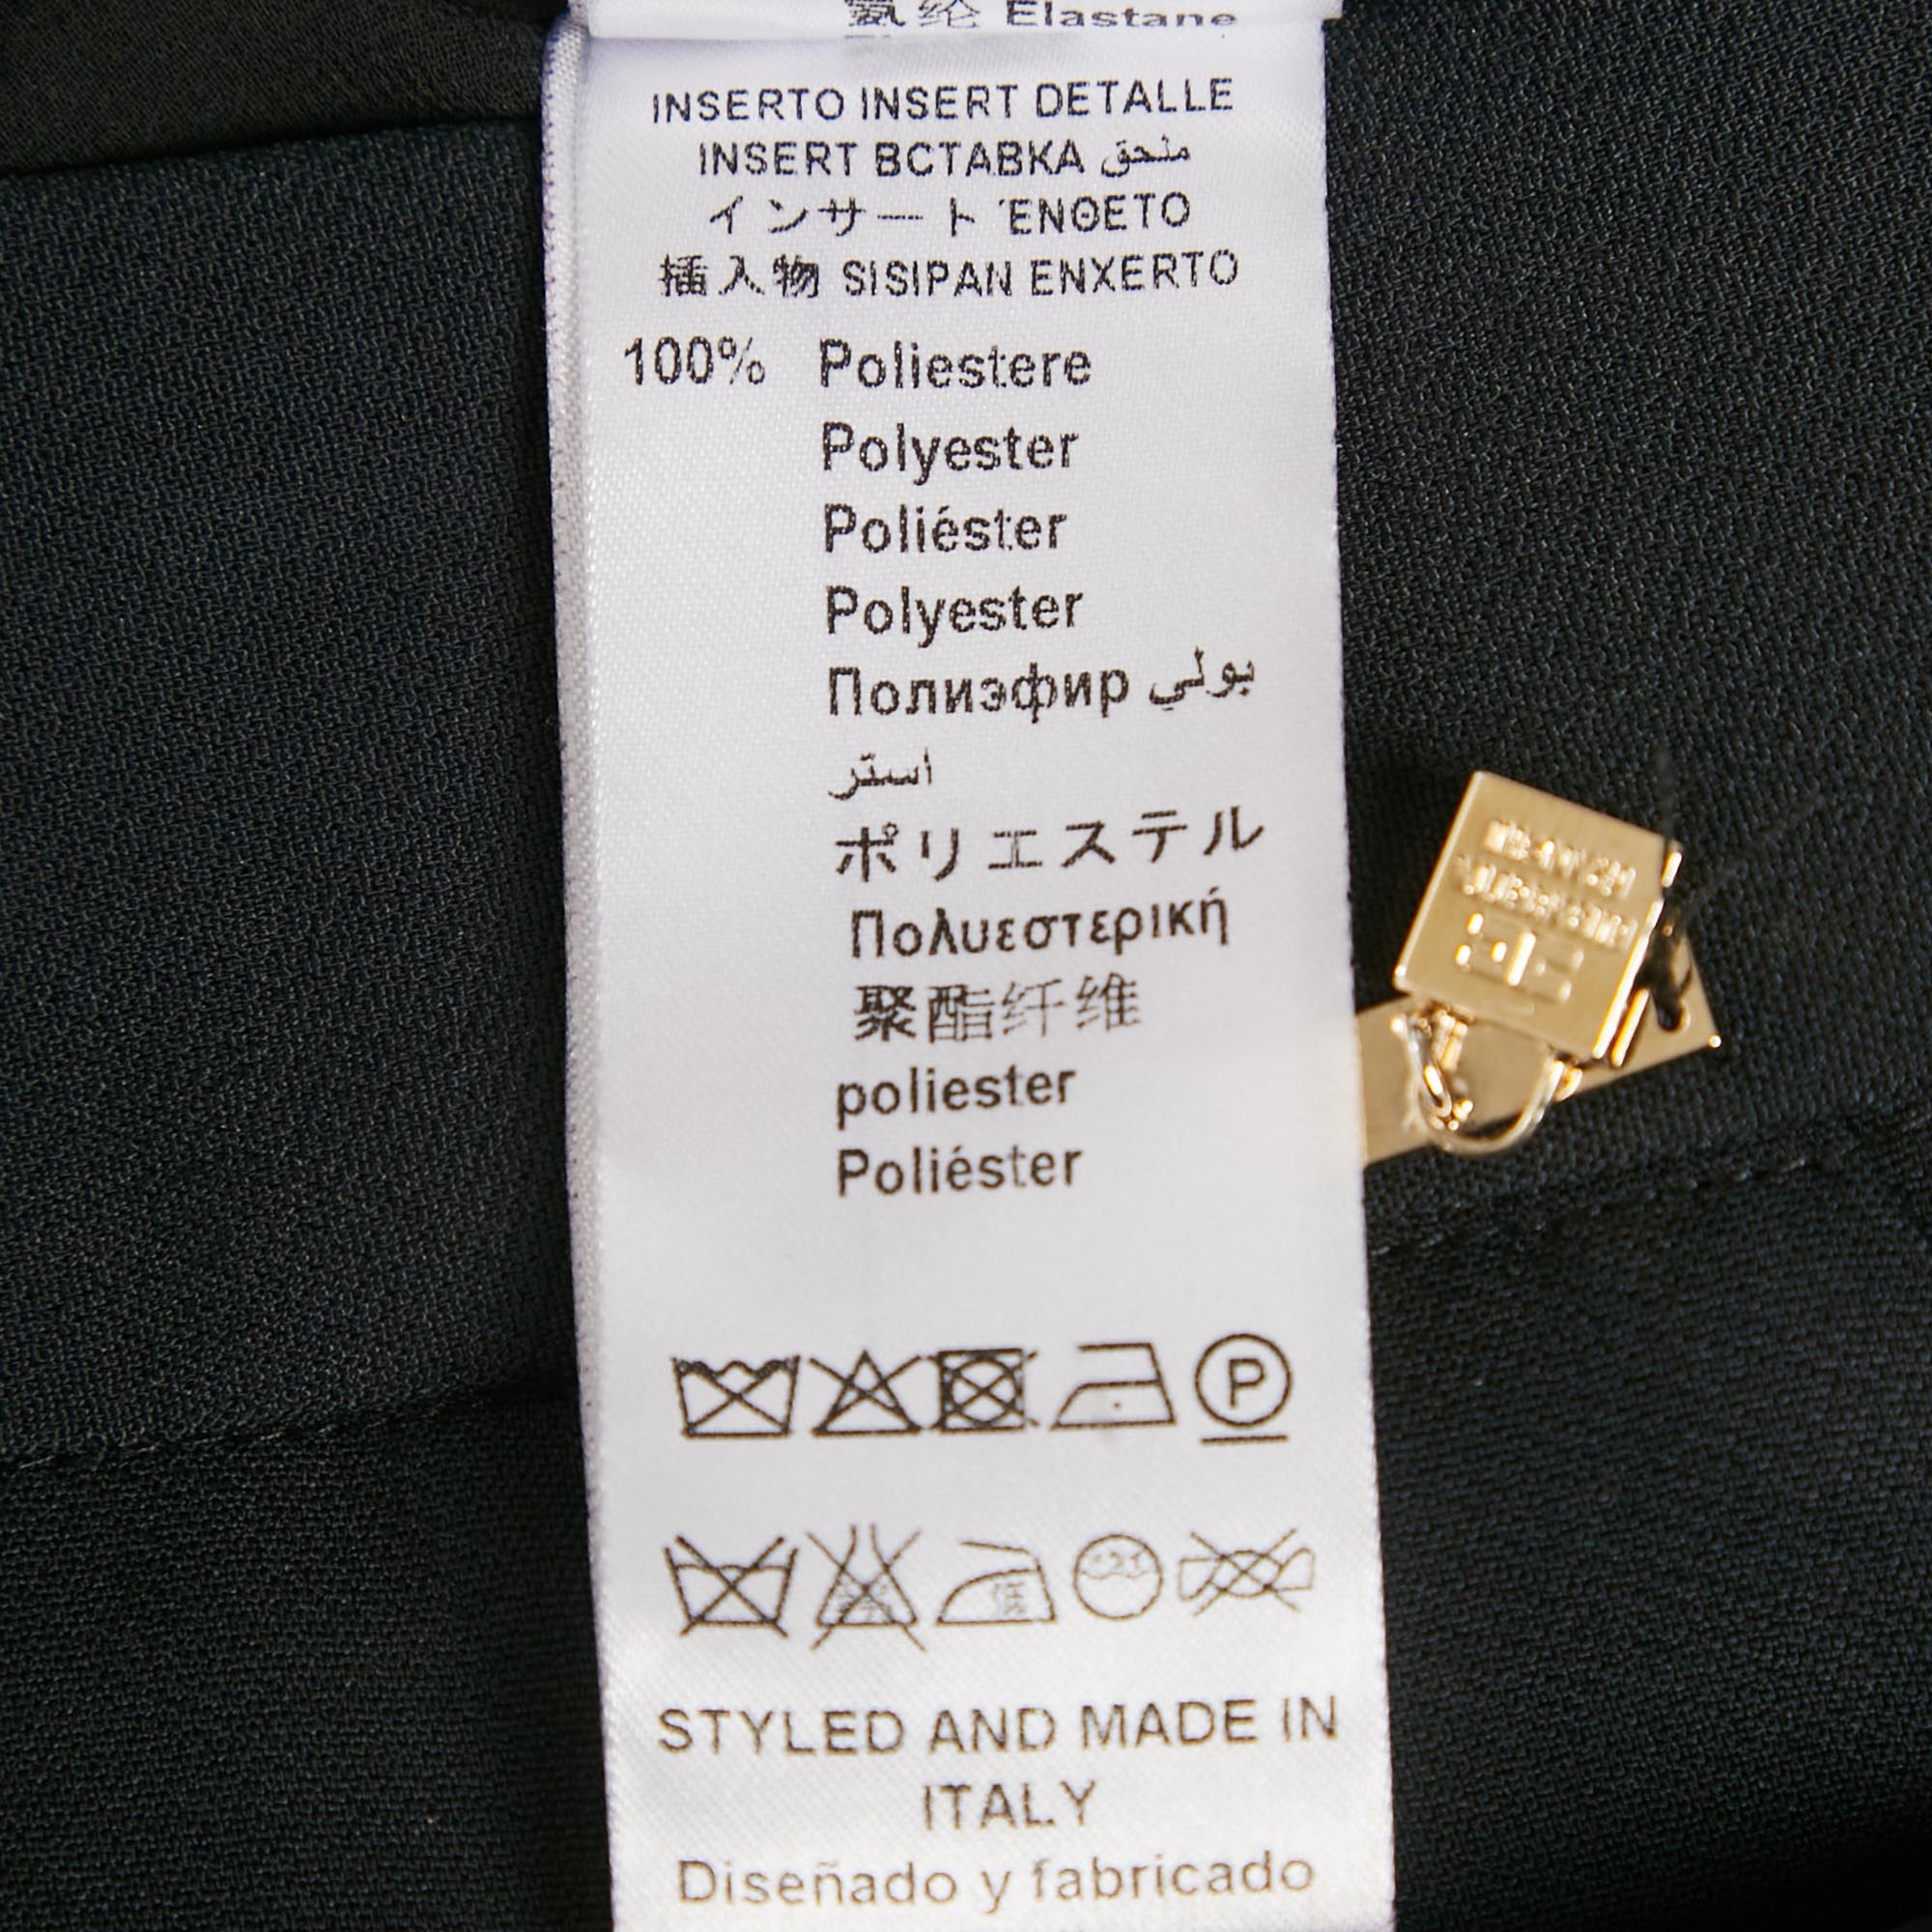 氨纶 Elastane
INSERTO INSERT DETALLE
INSERT ВСТАВКА ملحق
インサート ΈΝΘΕΤΟ
插入物 SISIPAN ENXERTO
100% Poliestere
Polyester
Poliéster
Polyester
Полиэфир بولي
استر
ポリエステル
Πολυεστερική
聚酯纤维
poliester
Poliéster
P
低
STYLED AND MADE IN
ITALY
Diseñado y fabricado